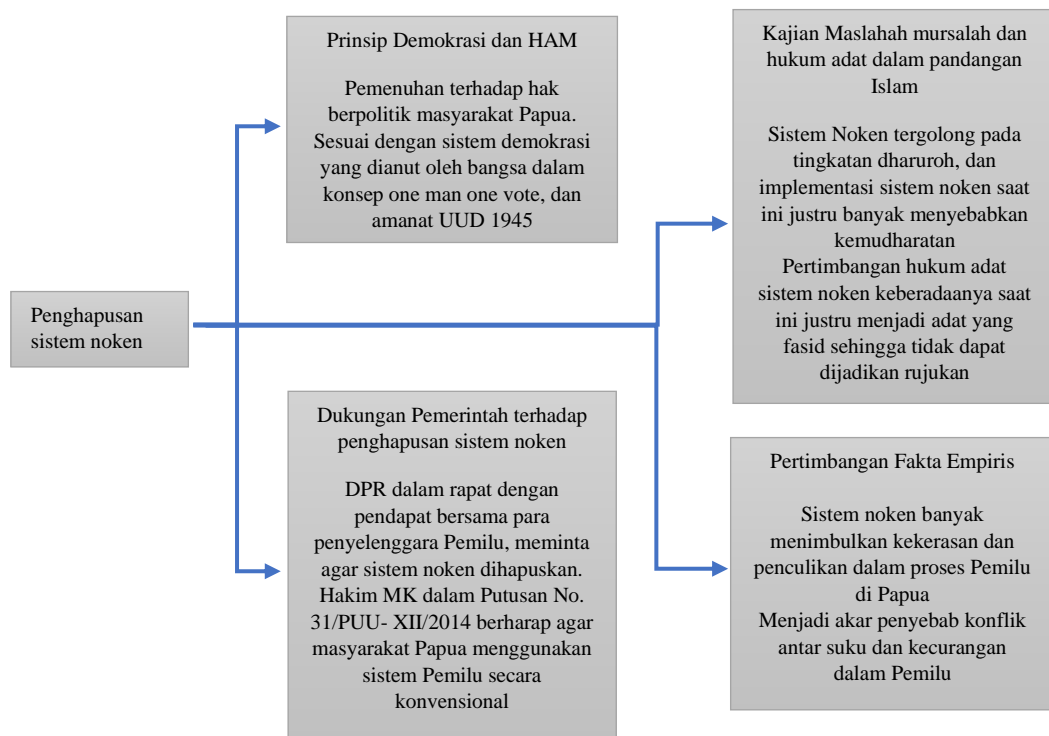 Penghapusan
sistem noken
Prinsip Demokrasi dan HAM
Pemenuhan terhadap hak
berpolitik masyarakat Papua.
Sesuai dengan sistem demokrasi
yang dianut oleh bangsa dalam
konsep one man one vote, dan
amanat UUD 1945
Dukungan Pemerintah terhadap
penghapusan sistem noken
DPR dalam rapat dengan
pendapat bersama para
penyelenggara Pemilu, meminta
agar sistem noken dihapuskan.
Hakim MK dalam Putusan No.
31/PUU- XII/2014 berharap agar
masyarakat Papua menggunakan
sistem Pemilu secara
konvensional
Kajian Maslahah mursalah dan
hukum adat dalam pandangan
Islam
Sistem Noken tergolong pada
tingkatan dharuroh, dan
implementasi sistem noken saat
ini justru banyak menyebabkan
kemudharatan
Pertimbangan hukum adat
sistem noken keberadaanya saat
ini justru menjadi adat yang
fasid sehingga tidak dapat
dijadikan rujukan
Pertimbangan Fakta Empiris
Sistem noken banyak
menimbulkan kekerasan dan
penculikan dalam proses Pemilu
di Papua
Menjadi akar penyebab konflik
antar suku dan kecurangan
dalam Pemilu